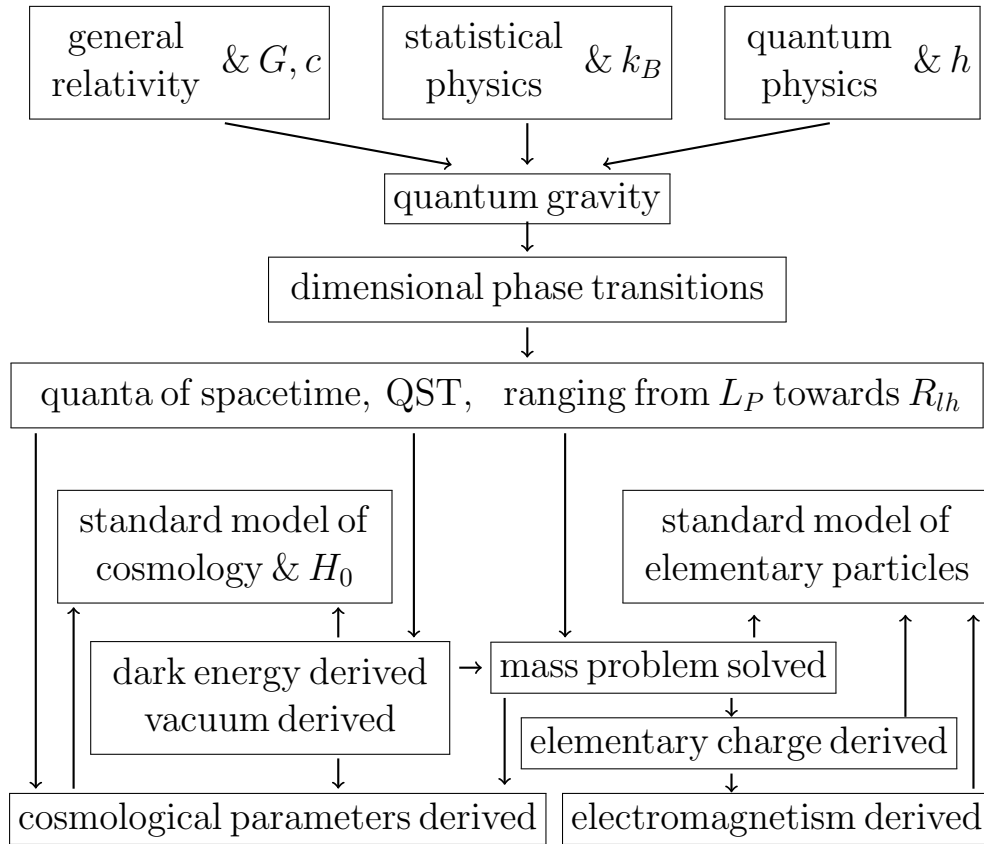 general relativity & G, c
statistical physics & k_B
quantum physics & h
quantum gravity
dimensional phase transitions
quanta of spacetime, QST, ranging from L_P towards R_{lh}
standard model of
cosmology & H_0
standard model of
elementary particles
dark energy derived
vacuum derived
mass problem solved
elementary charge derived
cosmological parameters derived
electromagnetism derived